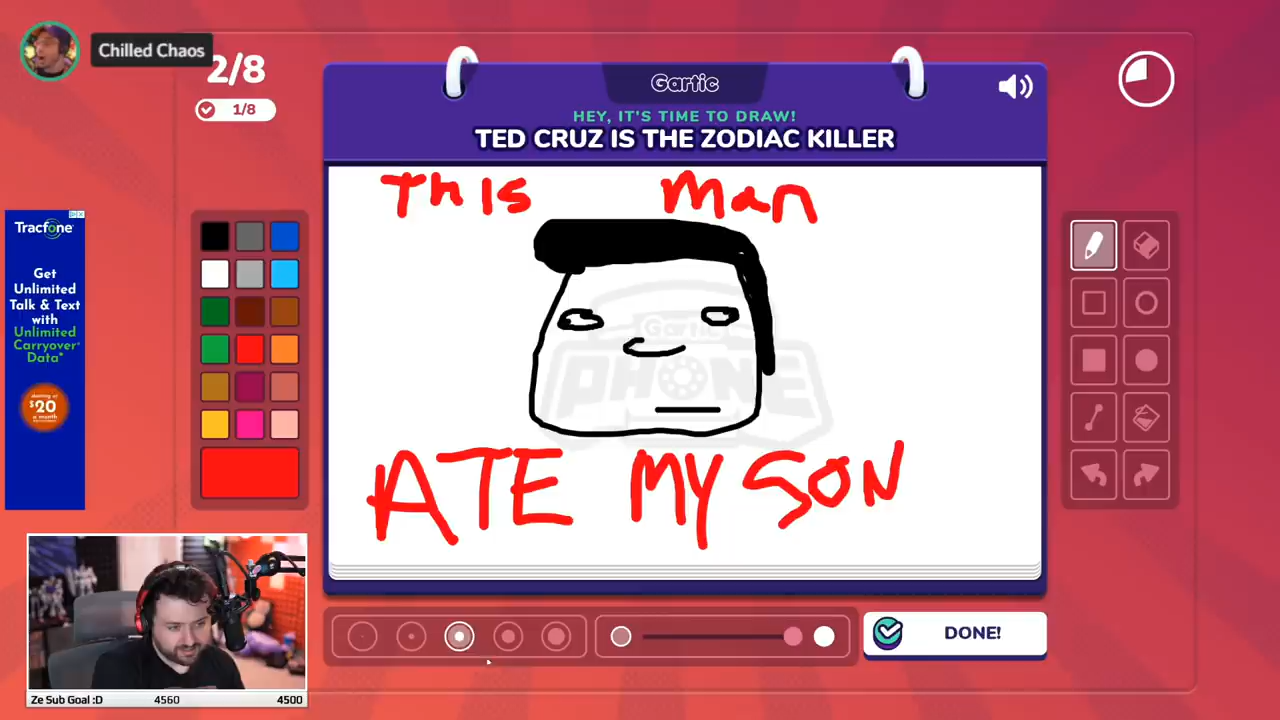 Chilled Chaos
2/8
1/8
Gartic
HEY, IT'S TIME TO DRAW!
TED CRUZ IS THE ZODIAC KILLER
THIS Man
Gartic
PHONE
ATE MY SON
Tracfone
Get
Unlimited
Talk & Text
with
Unlimited
Carryover
Data*
$20
DONE!
Ze Sub Goal :D 4560 4500